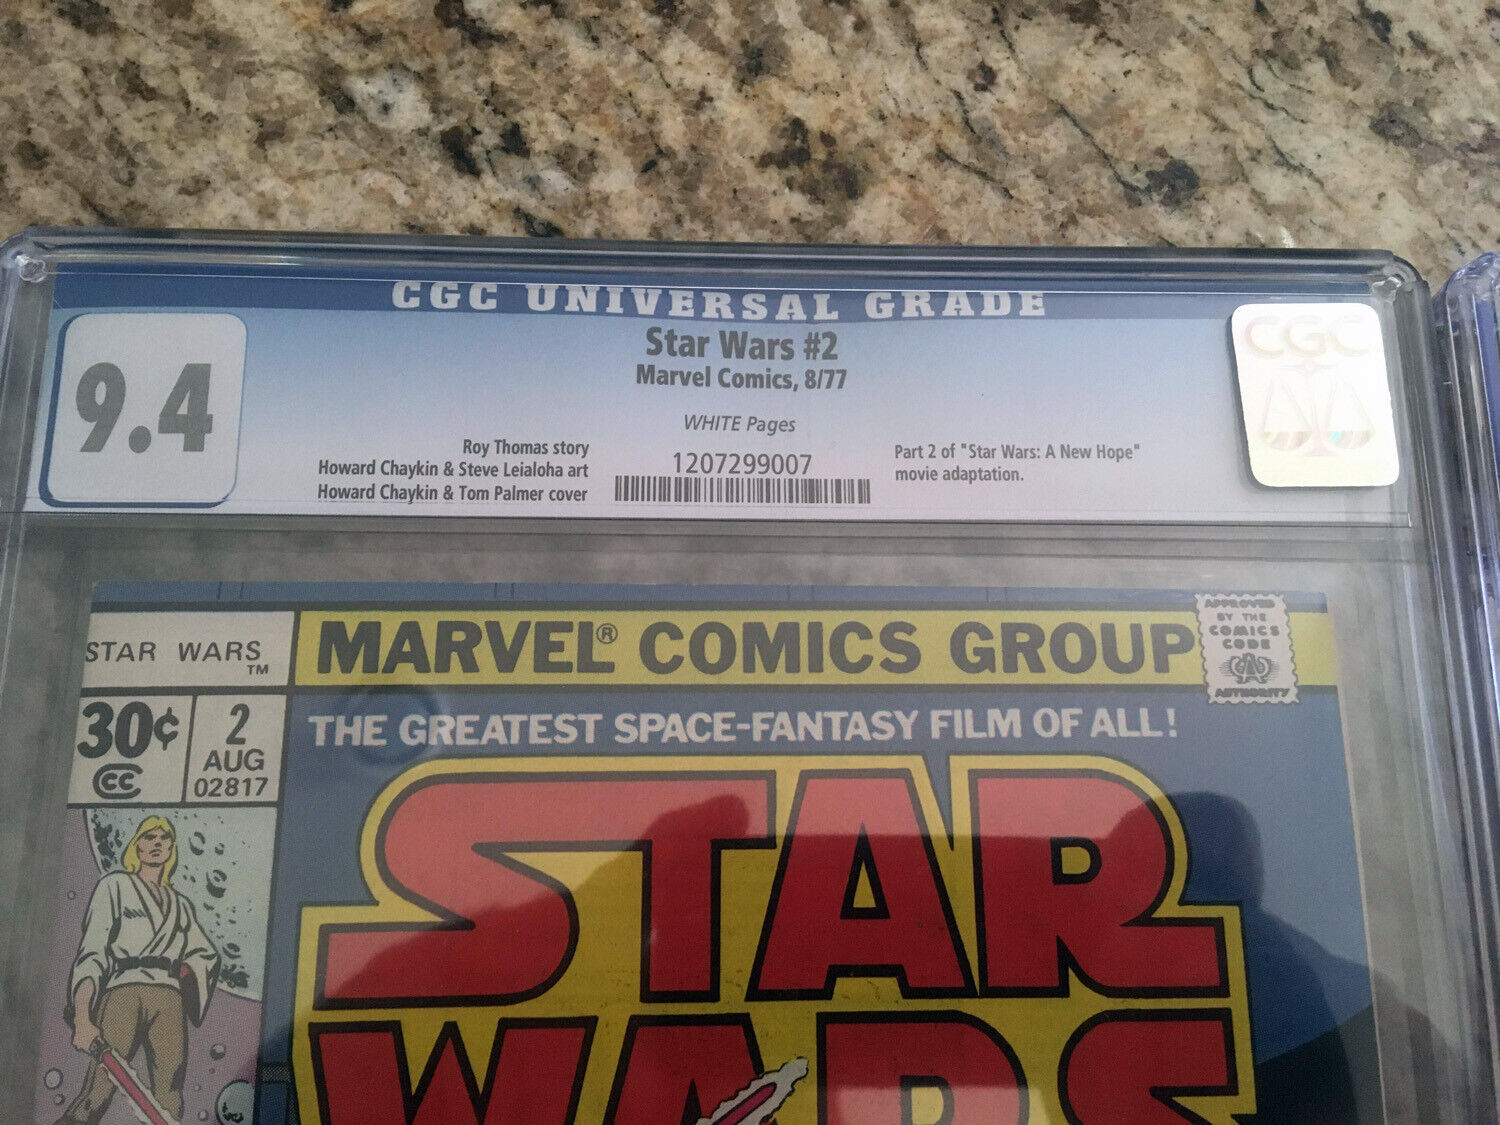 CGC UNIVERSAL GRADE
9.4
Star Wars #2
Marvel Comics, 8/77
WHITE Pages
Roy Thomas story
Howard Chaykin & Steve Leialoha art
Howard Chaykin & Tom Palmer cover
1207299007
Part 2 of "Star Wars: A New Hope"
movie adaptation.
CGC
STAR WARS™
MARVEL® COMICS GROUP
APPROVED
BY THE
COMICS
CODE
AUTHORITY
30¢
CC
2
AUG
02817
THE GREATEST SPACE-FANTASY FILM OF ALL!
STAR
WARS